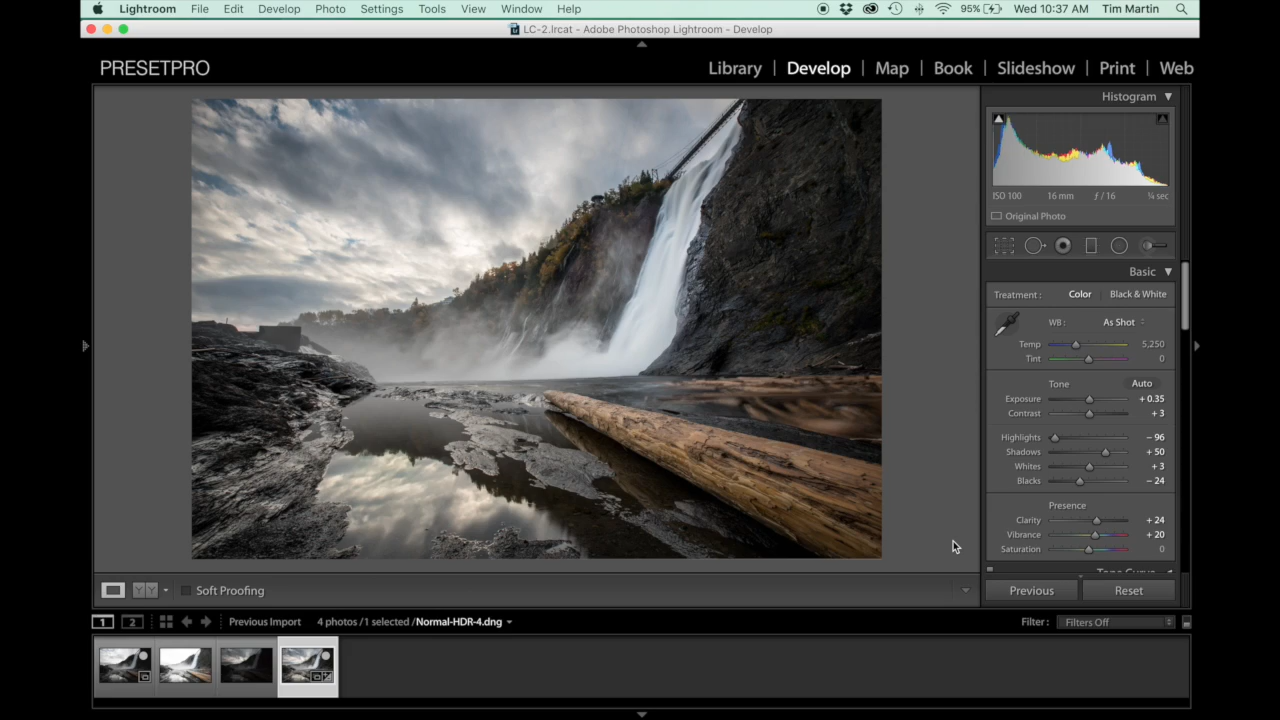 Lightroom File Edit Develop Photo Settings Tools View Window Help 95% Wed 10:37 AM Tim Martin
LC-2.lrcat - Adobe Photoshop Lightroom - Develop
PRESETPRO
Library | Develop | Map | Book | Slideshow | Print | Web
Histogram
ISO 100 16 mm ƒ / 16 ¼ sec
Original Photo
Basic
Treatment : Color | Black & White
WB : As Shot
Temp 5,250
Tint 0
Tone Auto
Exposure + 0.35
Contrast + 3
Highlights − 96
Shadows + 50
Whites + 3
Blacks − 24
Presence
Clarity + 24
Vibrance + 20
Saturation 0
Tone Curve
Y Y Soft Proofing
Previous Reset
1 2 Previous Import 4 photos / 1 selected / Normal-HDR-4.dng Filter : Filters Off